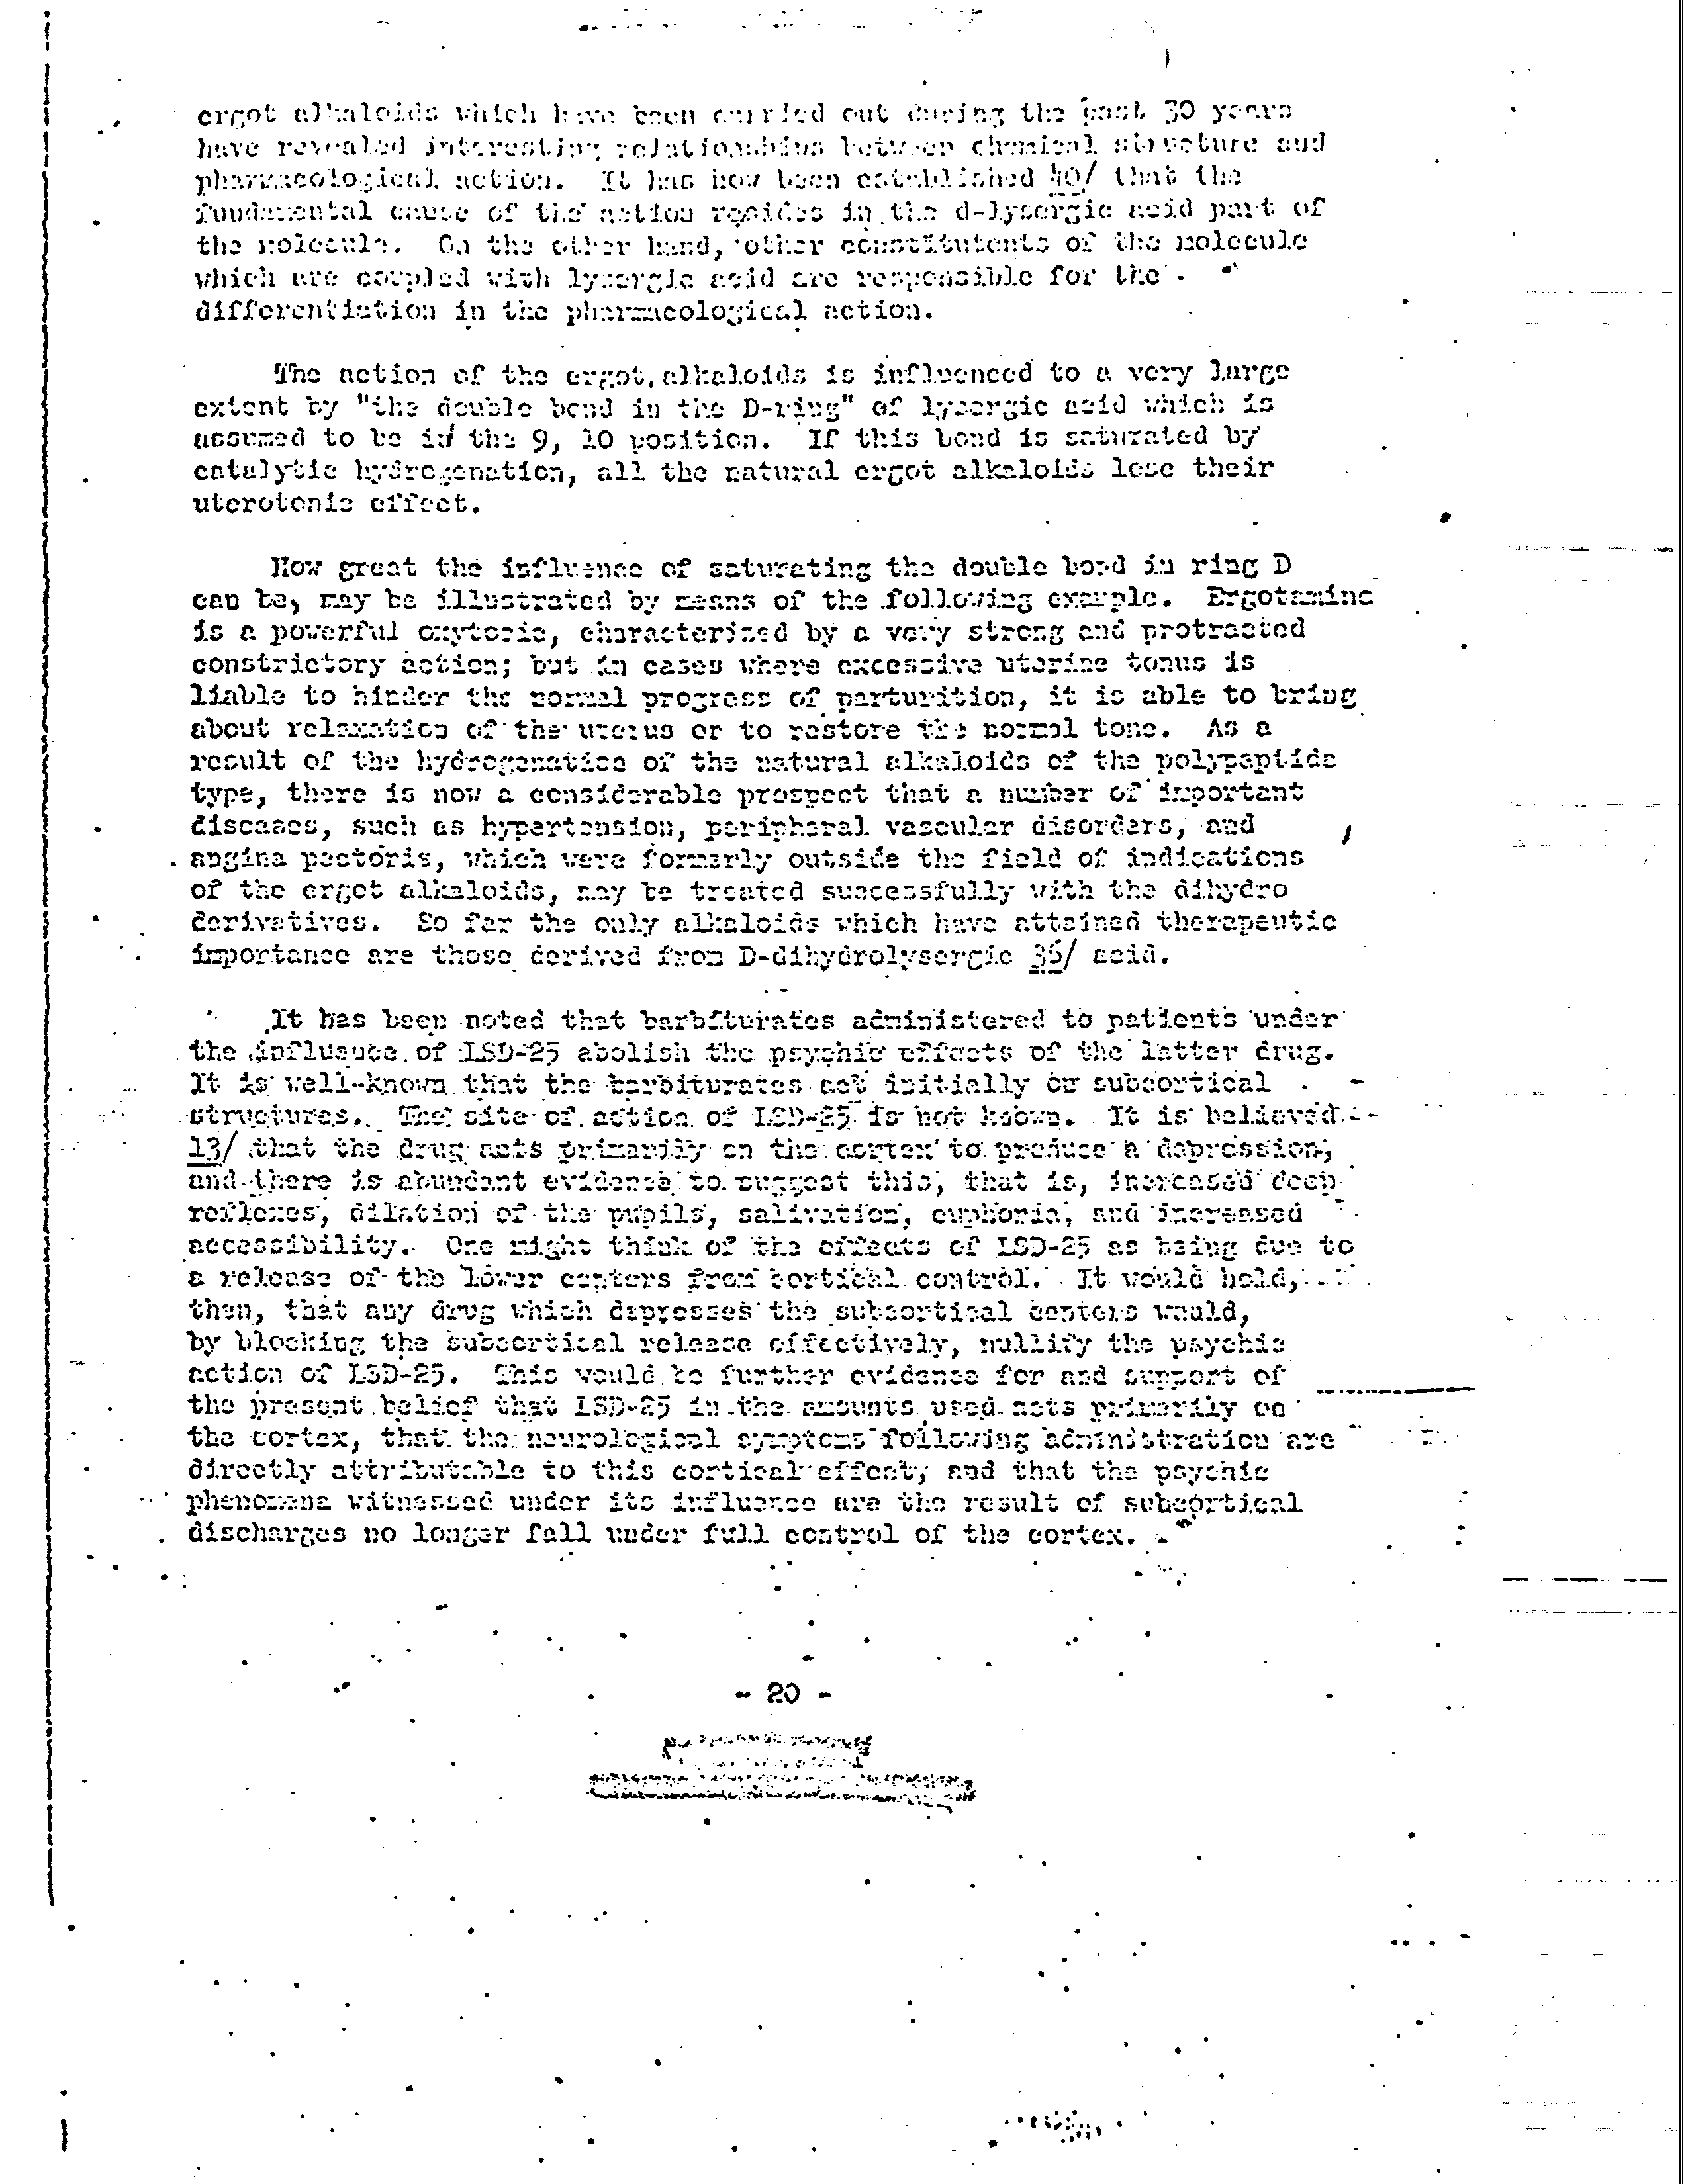 ergot alkaloids which have been carried out during the past 30 years
have revealed interesting relationships between chemical structure and
pharmacological action. It has now been established 40/ that the
fundamental cause of the action resides in the d-lysergic acid part of
the molecule. On the other hand, other constitutents of the molecule
which are coupled with lysergic acid are responsible for the
differentiation in the pharmacological action.
The action of the ergot alkaloids is influenced to a very large
extent by "the double bond in the D-ring" of lysergic acid which is
assumed to be in the 9, 10 position. If this bond is saturated by
catalytic hydrogenation, all the natural ergot alkaloids lose their
uterotonic effect.
How great the influence of saturating the double bond in ring D
can be, may be illustrated by means of the following example. Ergotamine
is a powerful oxytocic, characterized by a very strong and protracted
constrictory action; but in cases where excessive uterine tonus is
liable to hinder the normal progress of parturition, it is able to bring
about relaxation of the uterus or to restore the normal tone. As a
result of the hydrogenation of the natural alkaloids of the polypeptide
type, there is now a considerable prospect that a number of important
diseases, such as hypertension, peripheral vascular disorders, and
angina pectoris, which were formerly outside the field of indications
of the ergot alkaloids, may be treated successfully with the dihydro
derivatives. So far the only alkaloids which have attained therapeutic
importance are those derived from D-dihydrolysergic 36/ acid.
It has been noted that barbiturates administered to patients under
the influence of LSD-25 abolish the psychic effects of the latter drug.
It is well-known that the barbiturates act initially on subcortical
structures. The site of action of LSD-25 is not known. It is believed
13/ that the drug acts primarily on the cortex to produce a depression,
and there is abundant evidence to suggest this, that is, increased deep
reflexes, dilation of the pupils, salivation, euphoria, and increased
accessibility. One might think of the effects of LSD-25 as being due to
a release of the lower centers from cortical control. It would hold,
then, that any drug which depresses the subcortical centers would,
by blocking the subcortical release effectively, nullify the psychic
action of LSD-25. This would be further evidence for and support of
the present belief that LSD-25 in the amounts used acts primarily on
the cortex, that the neurological symptoms following administration are
directly attributable to this cortical effect, and that the psychic
phenomena witnessed under its influence are the result of subcortical
discharges no longer fall under full control of the cortex.
- 20 -